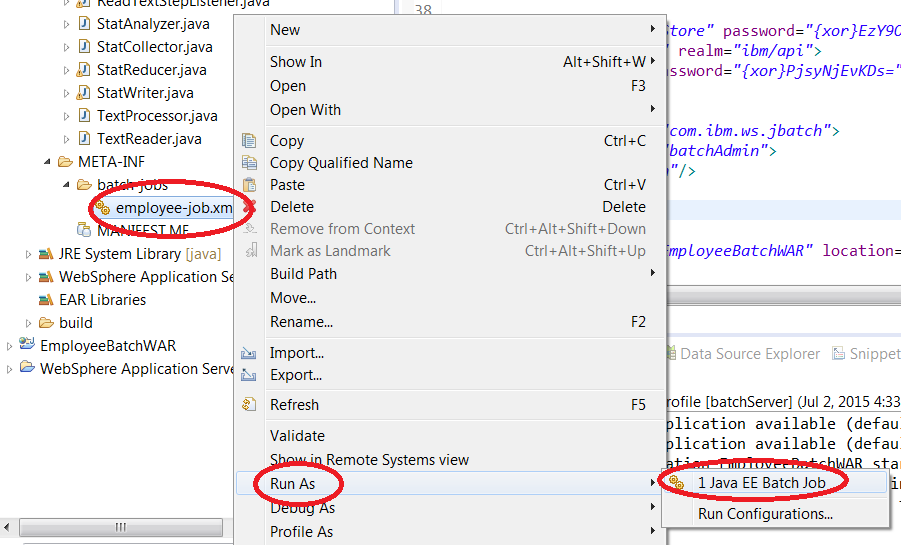 ReadTextStepListener.java
StatAnalyzer.java
StatCollector.java
StatReducer.java
StatWriter.java
TextProcessor.java
TextReader.java
META-INF
batch-jobs
employee-job.xm
MANIFEST.MF
JRE System Library [java]
WebSphere Application Se
EAR Libraries
build
EmployeeBatchWAR
WebSphere Application Serve
New
Show In Alt+Shift+W
Open F3
Open With
Copy Ctrl+C
Copy Qualified Name
Paste Ctrl+V
Delete Delete
Remove from Context Ctrl+Alt+Shift+Down
Mark as Landmark Ctrl+Alt+Shift+Up
Build Path
Move...
Rename... F2
Import...
Export...
Refresh F5
Validate
Show in Remote Systems view
Run As
Debug As
Profile As
1 Java EE Batch Job
Run Configurations...
38
tore" password="{xor}EzY9O
" realm="ibm/api">
ssword="{xor}PjsyNjEvKDs="
com.ibm.ws.jbatch">
batchAdmin">
"/>
mployeeBatchWAR" location=
Data Source Explorer Snippet
rofile [batchServer] (Jul 2, 2015 4:33
plication available (defau
plication available (defau
ation EmployeeBatchWAR star